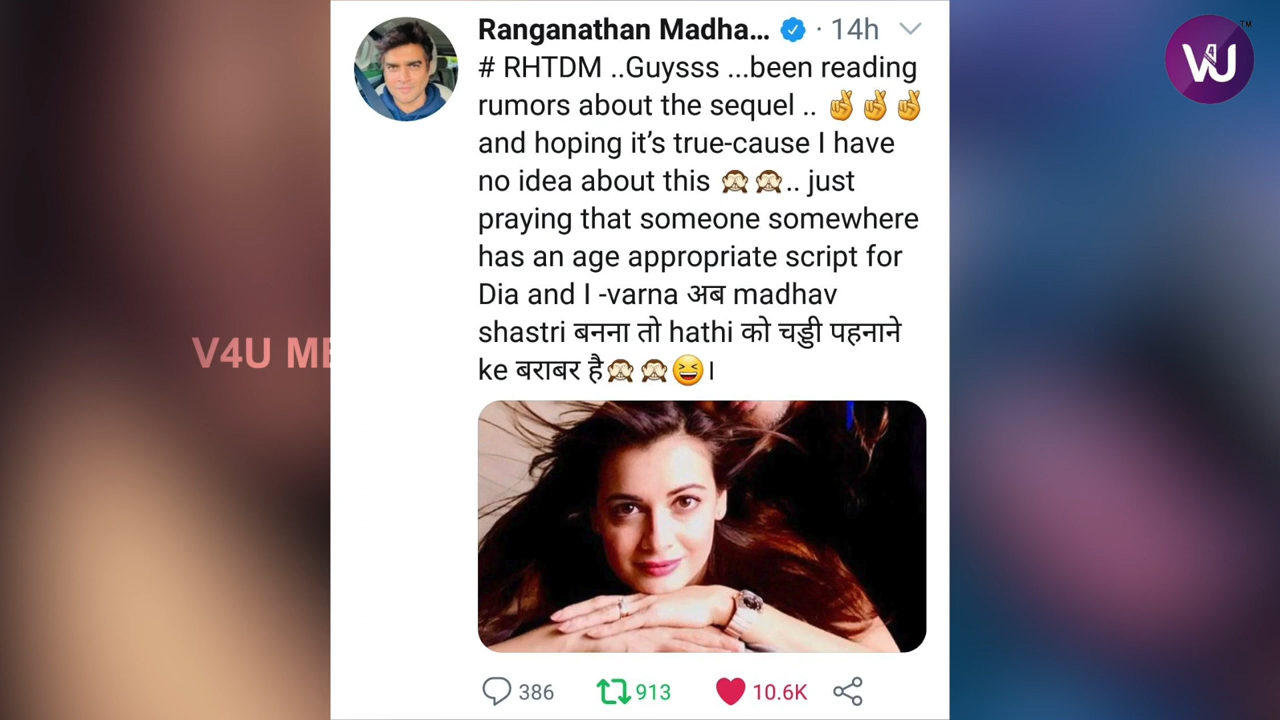 Ranganathan Madha... · 14h
# RHTDM ..Guysss ...been reading
rumors about the sequel .. 🤞🤞🤞
and hoping it’s true-cause I have
no idea about this 🙈🙈.. just
praying that someone somewhere
has an age appropriate script for
Dia and I -varna अब madhav
shastri बनना तो hathi को चड्डी पहनाने
ke बराबर है🙈🙈😆।
386 913 10.6K
V4U ME
V4U
TM